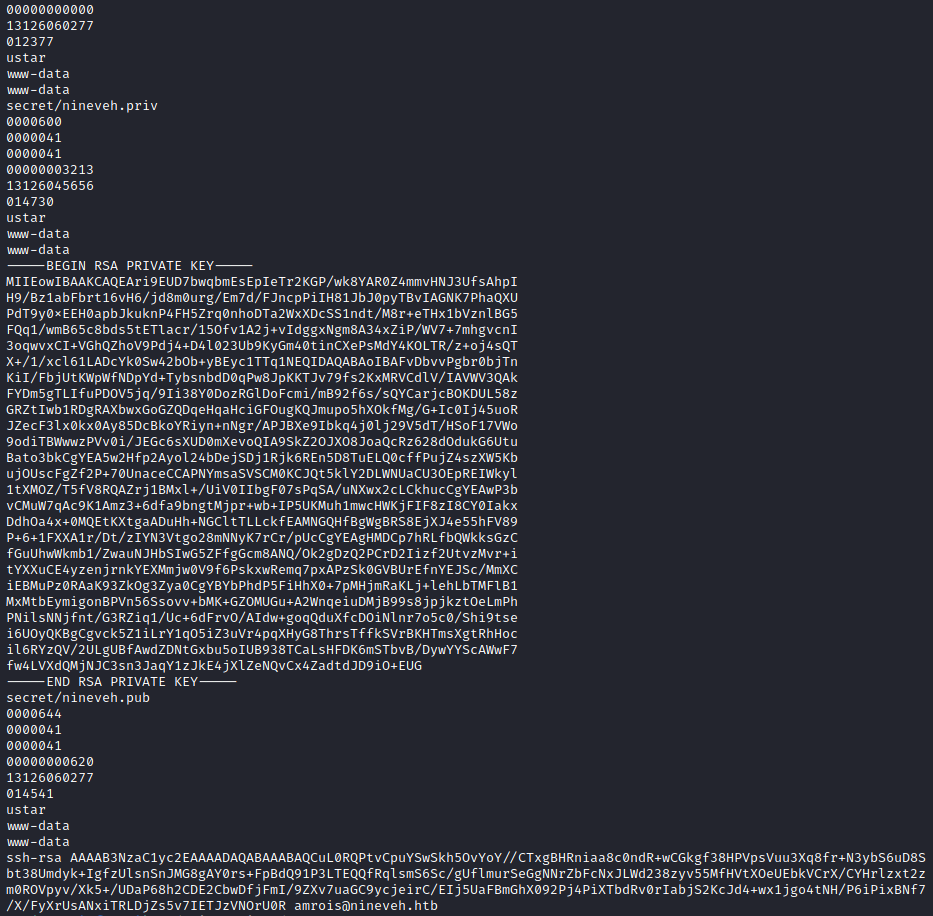 00000000000
13126060277
012377
ustar
www-data
www-data
secret/nineveh.priv
0000600
0000041
0000041
00000003213
13126045656
014730
ustar
www-data
www-data
-----BEGIN RSA PRIVATE KEY-----
MIIEowIBAAKCAQEAri9EUD7bwqbmEsEpIeTr2KGP/wk8YAR0Z4mmvHNJ3UfsAhpI
H9/Bz1abFbrt16vH6/jd8m0urg/Em7d/FJncpPiIH81JbJ0pyTBvIAGNK7PhaQXU
PdT9y0xEEH0apbJkuknP4FH5Zrq0nhoDTa2WxXDcSS1ndt/M8r+eTHx1bVznlBG5
FQq1/wmB65c8bds5tETlacr/15Ofv1A2j+vIdggxNgm8A34xZiP/WV7+7mhgvcnI
3oqwvxCI+VGhQZhoV9Pdj4+D4l023Ub9KyGm40tinCXePsMdY4KOLTR/z+oj4sQT
X+/1/xcl61LADcYk0Sw42bOb+yBEyc1TTq1NEQIDAQABAoIBAFvDbvvPgbr0bjTn
KiI/FbjUtKWpWfNDpYd+TybsnbdD0qPw8JpKKTJv79fs2KxMRVCdlV/IAVWV3QAk
FYDm5gTLIfuPDOV5jq/9Ii38Y0DozRGlDoFcmi/mB92f6s/sQYCarjcBOKDUL58z
GRZtIwb1RDgRAXbwxGoGZQDqeHqaHciGFOugKQJmupo5hXOkfMg/G+Ic0Ij45uoR
JZecF3lx0kx0Ay85DcBkoYRiyn+nNgr/APJBXe9Ibkq4j0lj29V5dT/HSoF17VWo
9odiTBWwwzPVv0i/JEGc6sXUD0mXevoQIA9SkZ2OJXO8JoaQcRz628dOdukG6Utu
Bato3bkCgYEA5w2Hfp2Ayol24bDejSDj1Rjk6REn5D8TuELQ0cffPujZ4szXW5Kb
ujOUscFgZf2P+70UnaceCCAPNYmsaSVSCM0KCJQt5klY2DLWNUaCU3OEpREIWkyl
1tXMOZ/T5fV8RQAZrj1BMxl+/UiV0IIbgF07sPqSA/uNXwx2cLCkhucCgYEAwP3b
vCMuW7qAc9K1Amz3+6dfa9bngtMjpr+wb+IP5UKMuh1mwcHWKjFIF8zI8CY0Iakx
DdhOa4x+0MQEtKXtgaADuHh+NGCltTLLckfEAMNGQHfBgWgBRS8EjXJ4e55hFV89
P+6+1FXXA1r/Dt/zIYN3Vtgo28mNNyK7rCr/pUcCgYEAgHMDCp7hRLfbQWkksGzC
fGuUhwWkmb1/ZwauNJHbSIwG5ZFfgGcm8ANQ/Ok2gDzQ2PCrD2Iizf2UtvzMvr+i
tYXXuCE4yzenjrnkYEXMmjw0V9f6PskxwRemq7pxAPzSk0GVBUrEfnYEJSc/MmXC
iEBMuPz0RAaK93ZkOg3Zya0CgYBYbPhdP5FiHhX0+7pMHjmRaKLj+lehLbTMFlB1
MxMtbEymigonBPVn56Ssovv+bMK+GZOMUGu+A2WnqeiuDMjB99s8jpjkztOeLmPh
PNilsNNjfnt/G3RZiq1/Uc+6dFrvO/AIdw+goqQduXfcDOiNlnr7o5c0/Shi9tse
i6UOyQKBgCgvck5Z1iLrY1qO5iZ3uVr4pqXHyG8ThrsTffkSVrBKHTmsXgtRhHoc
il6RYzQV/2ULgUBfAwdZDNtGxbu5oIUB938TCaLsHFDK6mSTbvB/DywYYScAWwF7
fw4LVXdQMjNJC3sn3JaqY1zJkE4jXlZeNQvCx4ZadtdJD9iO+EUG
-----END RSA PRIVATE KEY-----
secret/nineveh.pub
0000644
0000041
0000041
00000000620
13126060277
014541
ustar
www-data
www-data
ssh-rsa AAAAB3NzaC1yc2EAAAADAQABAAABAQCuL0RQPtvCpuYSwSkh5OvYoY//CTxgBHRniaa8c0ndR+wCGkgf38HPVpsVuu3Xq8fr+N3ybS6uD8S
bt38Umdyk+IgfzUlsnSnJMG8gAY0rs+FpBdQ91P3LTEQQfRqlsmS6Sc/gUflmurSeGgNNrZbFcNxJLWd238zyv55MfHVtXOeUEbkVCrX/CYHrlzxt2z
m0ROVpyv/Xk5+/UDaP68h2CDE2CbwDfjFmI/9ZXv7uaGC9ycjeirC/EIj5UaFBmGhX092Pj4PiXTbdRv0rIabjS2KcJd4+wx1jgo4tNH/P6iPixBNf7
/X/FyXrUsANxiTRLDjZs5v7IETJzVNOrU0R amrois@nineveh.htb